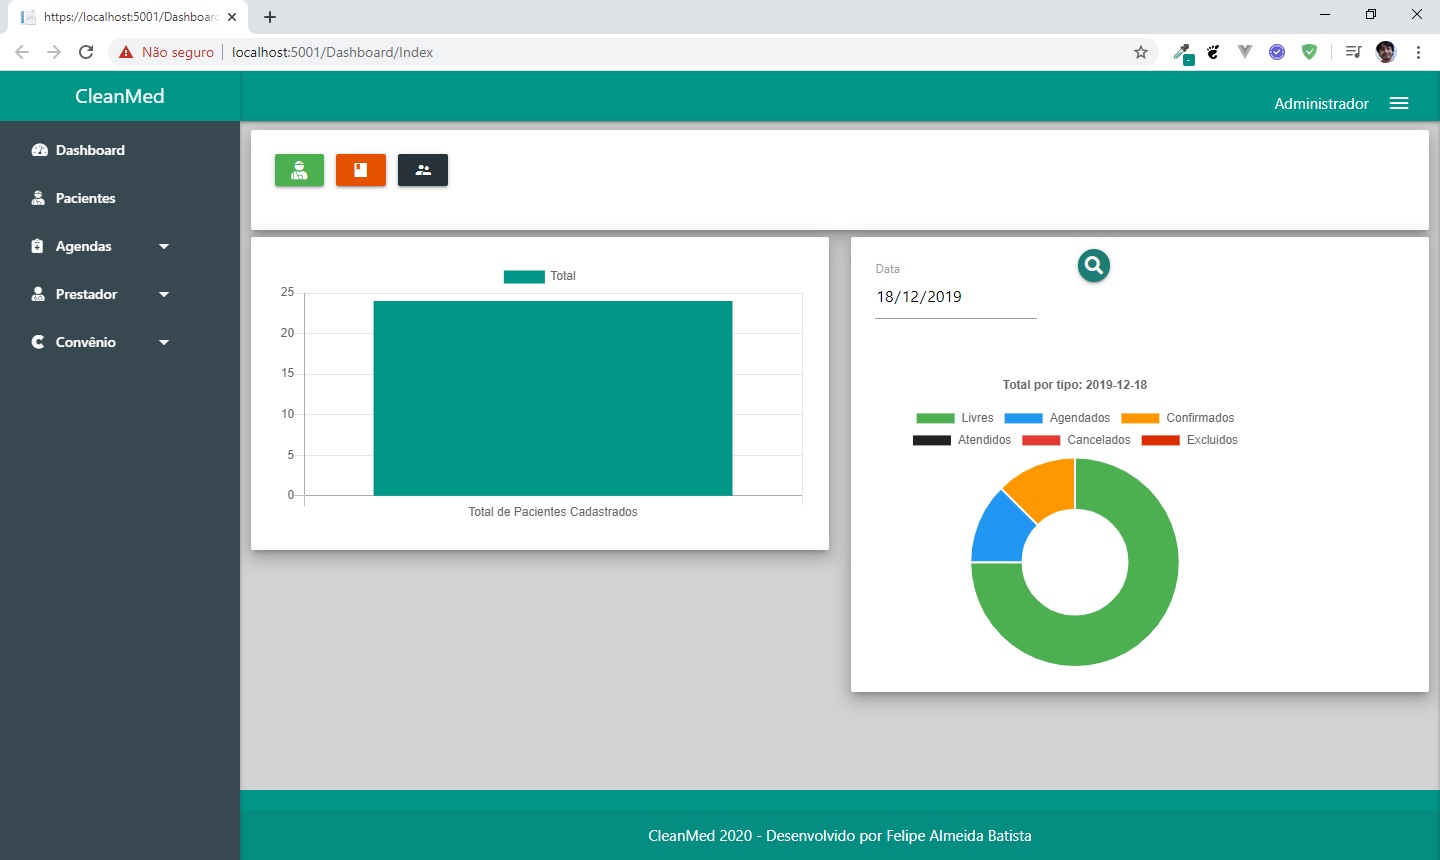 https://localhost:5001/Dashboard
Não seguro
localhost:5001/Dashboard/Index
CleanMed
Administrador
Dashboard
Pacientes
Agendas
Prestador
Convênio
Total
25
20
15
10
5
0
Total de Pacientes Cadastrados
Data
18/12/2019
Total por tipo: 2019-12-18
Livres Agendados Confirmados
Atendidos Cancelados Excluidos
CleanMed 2020 - Desenvolvido por Felipe Almeida Batista